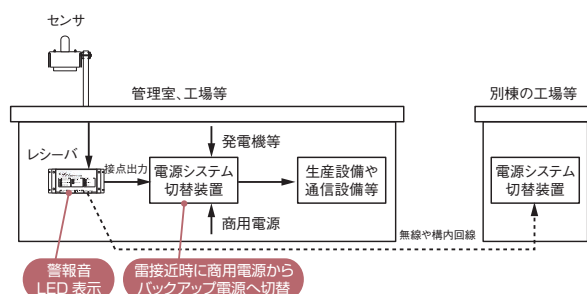 センサ
管理室、工場等
別棟の工場等
レシーバ
接点出力
発電機等
電源システム
切替装置
商用電源
生産設備や
通信設備等
電源システム
切替装置
無線や構内回線
警報音
LED 表示
雷接近時に商用電源から
バックアップ電源へ切替